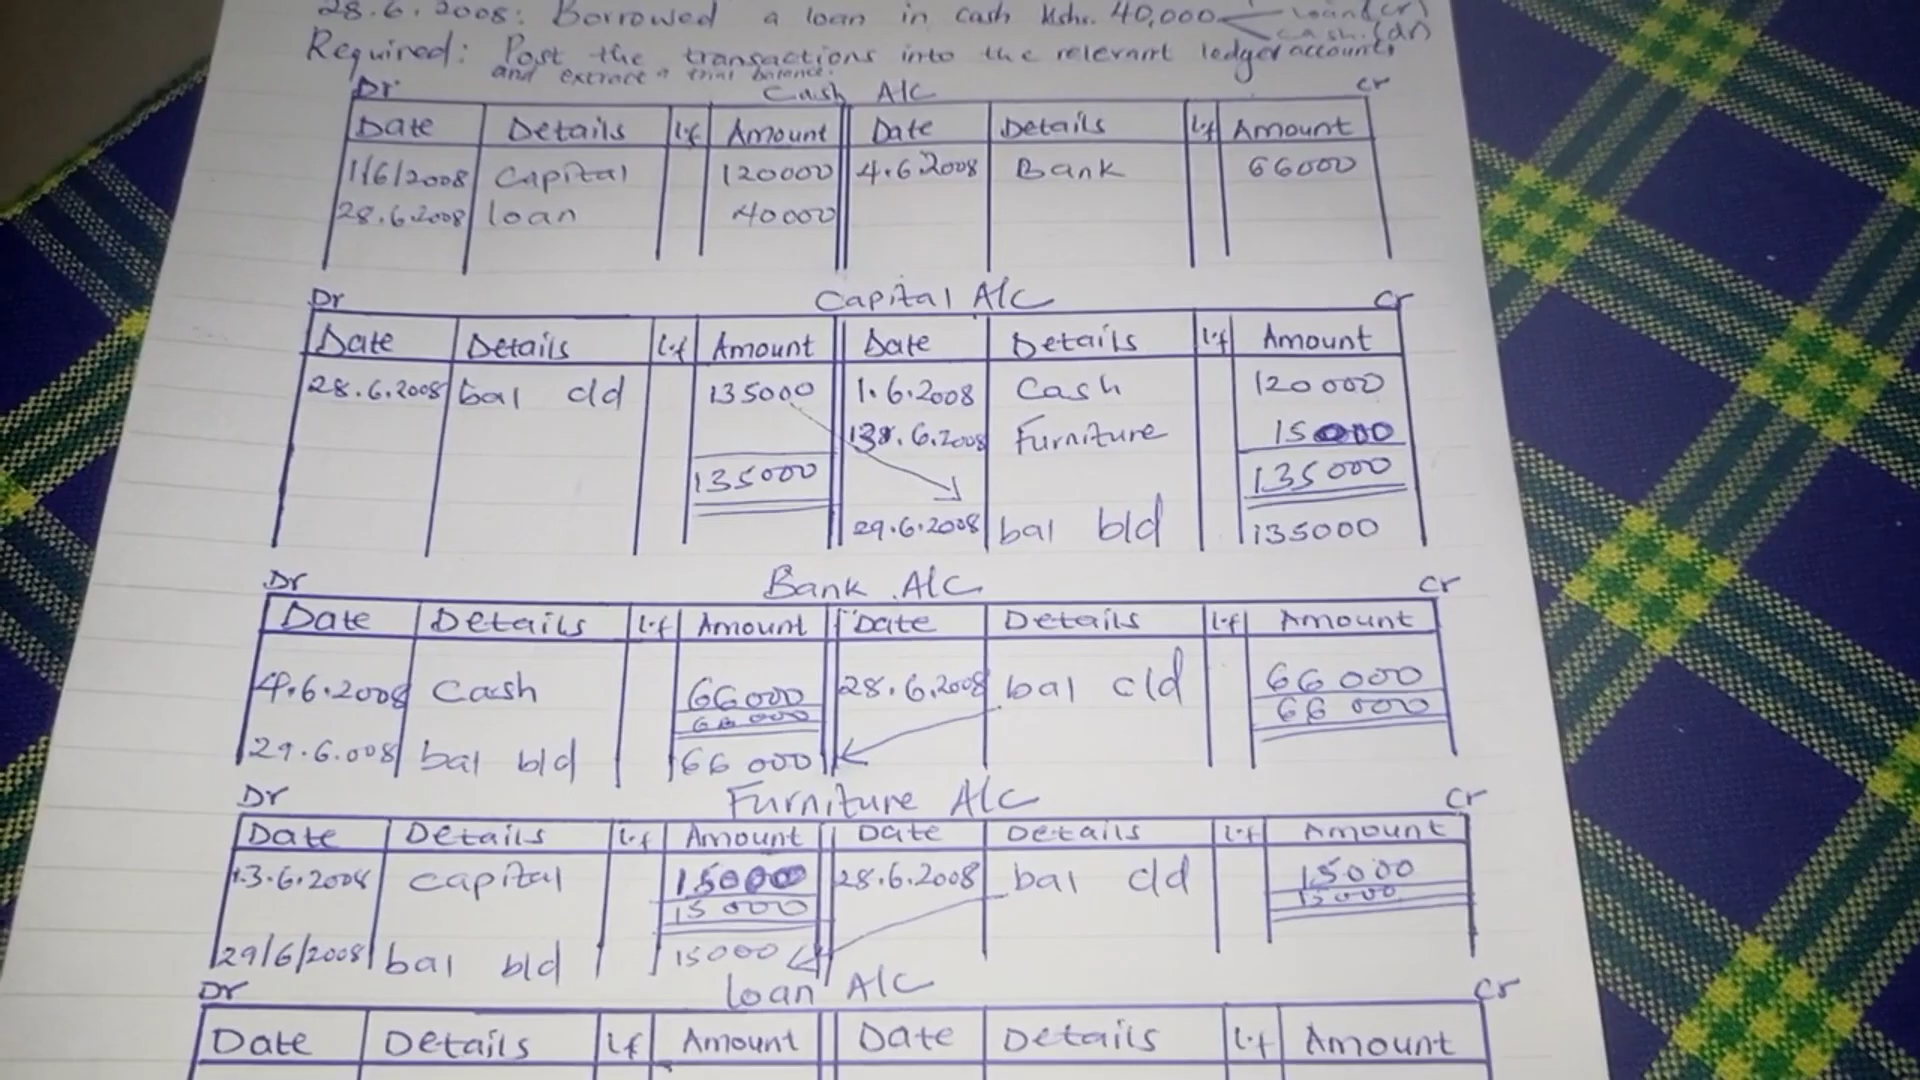 28.6.2008: Borrowed a loan in cash Kshs. 40,000 Loan (cr)
cash (dr)
Required: Post the transactions into the relevant ledger accounts
and extract a trial balance.
Dr Cash A/C cr
Date Details l.f Amount Date Details l.f Amount
1/6/2008 Capital 120000 4.6.2008 Bank 66000
28.6.2008 loan 40000
Dr Capital A/C Cr
Date Details l.f Amount Date Details l.f Amount
28.6.2008 bal c/d 135000 1.6.2008 Cash 120000
6.2008 Furniture 15000
135000 135000
29.6.2008 bal b/d 135000
Dr Bank A/C Cr
Date Details l.f Amount Date Details l.f Amount
4.6.2008 Cash 66000 28.6.2008 bal c/d 66000
66000 66000
29.6.008 bal b/d 66000
Dr Furniture A/C Cr
Date Details l.f Amount Date Details l.f Amount
13.6.2008 capital 15000 28.6.2008 bal c/d 15000
15000 15000
29/6/2008 bal b/d 15000
Dr loan A/C Cr
Date Details l.f Amount Date Details l.f Amount